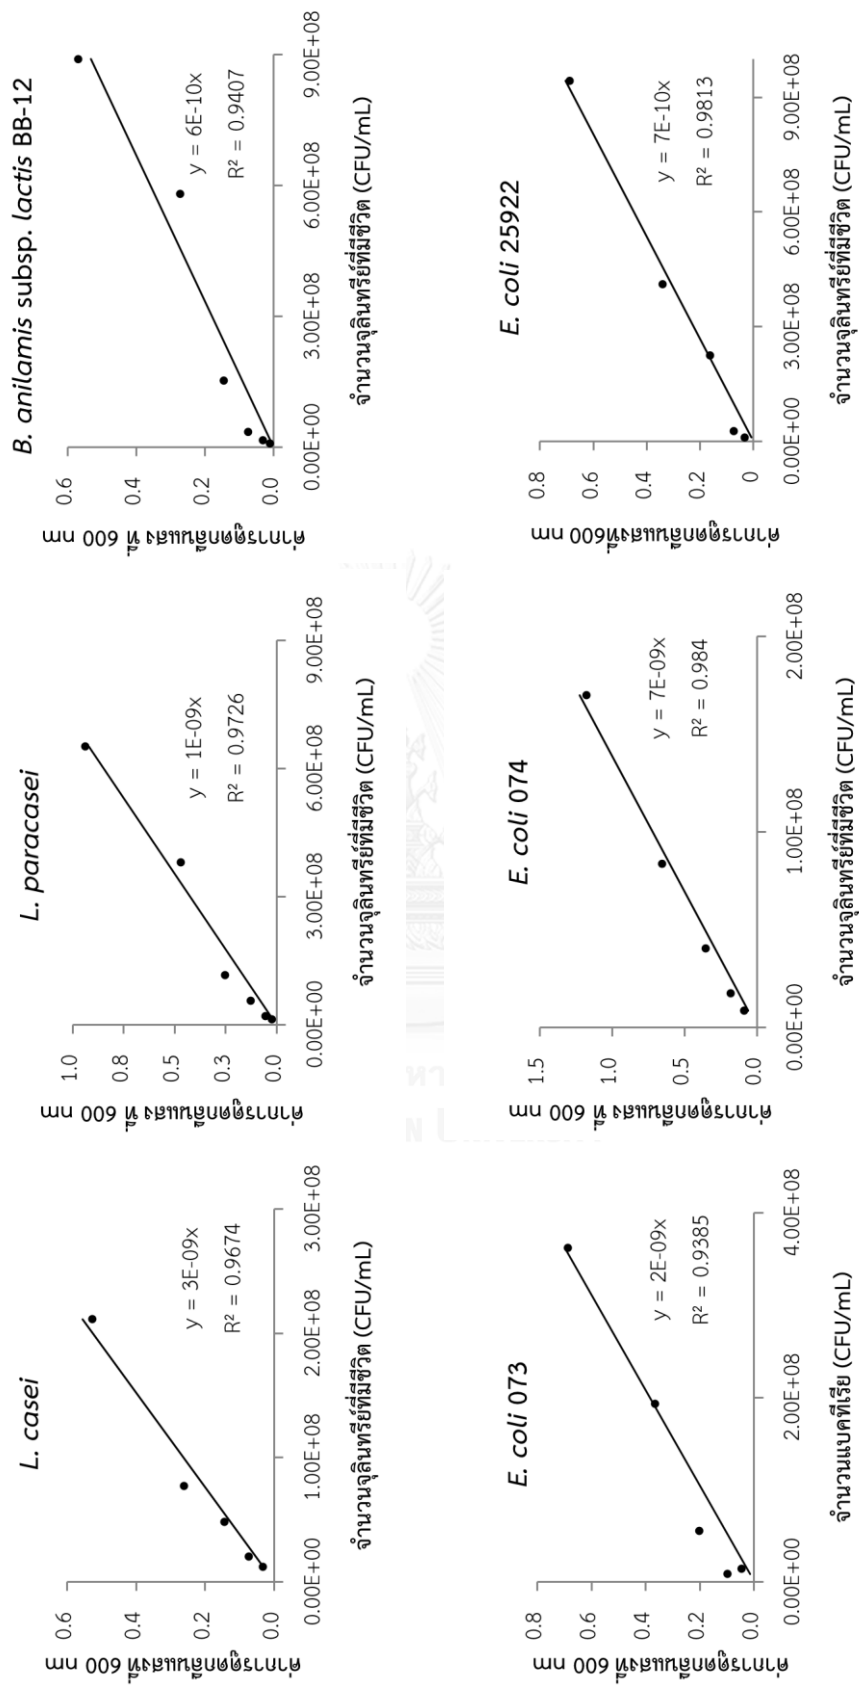 L. casei
ค่าการดูดกลืนแสงที่ 600 nm
0.6
0.4
0.2
0.0
y = 3E-09x
R² = 0.9674
0.00E+00 1.00E+08 2.00E+08 3.00E+08
จำนวนจุลินทรีย์ที่มีชีวิต (CFU/mL)
L. paracasei
ค่าการดูดกลืนแสง ที่ 600 nm
1.0
0.8
0.5
0.3
0.0
y = 1E-09x
R² = 0.9726
0.00E+00 3.00E+08 6.00E+08 9.00E+08
จำนวนจุลินทรีย์ที่มีชีวิต (CFU/mL)
B. anilamis subsp. lactis BB-12
ค่าการดูดกลืนแสง ที่ 600 nm
0.6
0.4
0.2
0.0
y = 6E-10x
R² = 0.9407
0.00E+00 3.00E+08 6.00E+08 9.00E+08
จำนวนจุลินทรีย์ที่มีชีวิต (CFU/mL)
E. coli 073
ค่าการดูดกลืนแสง ที่ 600 nm
0.8
0.6
0.4
0.2
0.0
y = 2E-09x
R² = 0.9385
0.00E+00 2.00E+08 4.00E+08
จำนวนแบคทีเรีย (CFU/mL)
E. coli 074
ค่าการดูดกลืนแสง ที่ 600 nm
1.5
1.0
0.5
0.0
y = 7E-09x
R² = 0.984
0.00E+00 1.00E+08 2.00E+08
จำนวนจุลินทรีย์ที่มีชีวิต (CFU/mL)
E. coli 25922
ค่าการดูดกลืนแสงที่ 600 nm
0.8
0.6
0.4
0.2
0
y = 7E-10x
R² = 0.9813
0.00E+00 3.00E+08 6.00E+08 9.00E+08
จำนวนจุลินทรีย์ที่มีชีวิต (CFU/mL)